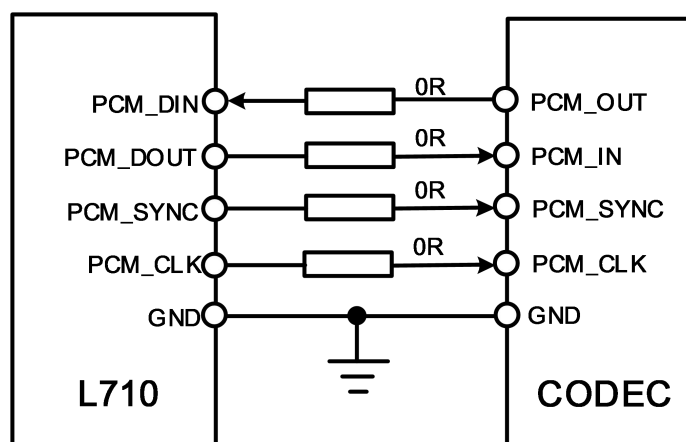 PCM_DIN 0R PCM_OUT
PCM_DOUT 0R PCM_IN
PCM_SYNC 0R PCM_SYNC
PCM_CLK 0R PCM_CLK
GND GND
L710 CODEC